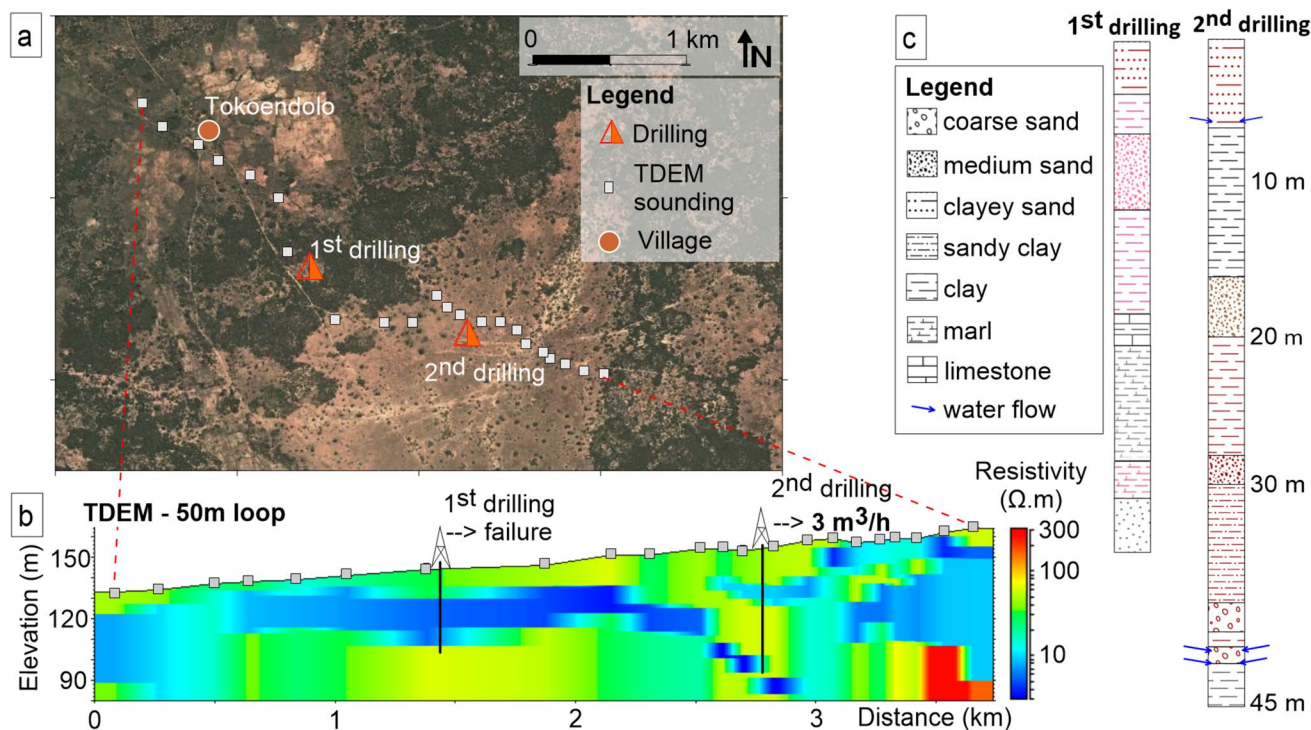 a
0 1 km
N
Legend
Drilling
TDEM
sounding
Village
Tokoendolo
1st drilling
2nd drilling
b
TDEM - 50m loop
1st
drilling
--> failure
2nd drilling
--> 3 m³/h
Resistivity
(Ω.m)
300
100
10
Elevation (m)
150
120
90
0 1 2 3 Distance (km)
c
1st drilling
2nd drilling
Legend
coarse sand
medium sand
clayey sand
sandy clay
clay
marl
limestone
water flow
10 m
20 m
30 m
45 m